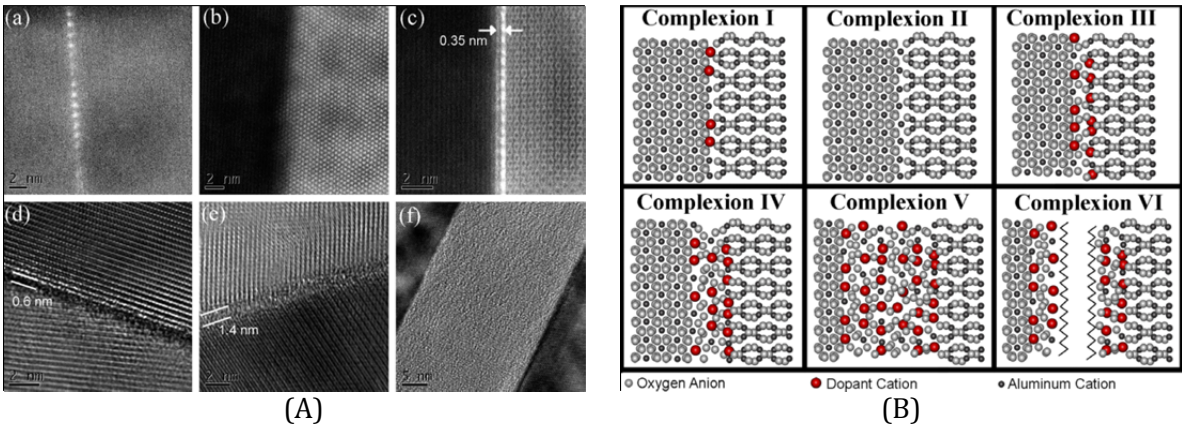 (a)
2 nm
(b)
2 nm
(c)
0.35 nm
2 nm
(d)
0.6 nm
2 nm
(e)
1.4 nm
2 nm
(f)
5 nm
(A)
Complexion I
Complexion II
Complexion III
Complexion IV
Complexion V
Complexion VI
Oxygen Anion
Dopant Cation
Aluminum Cation
(B)